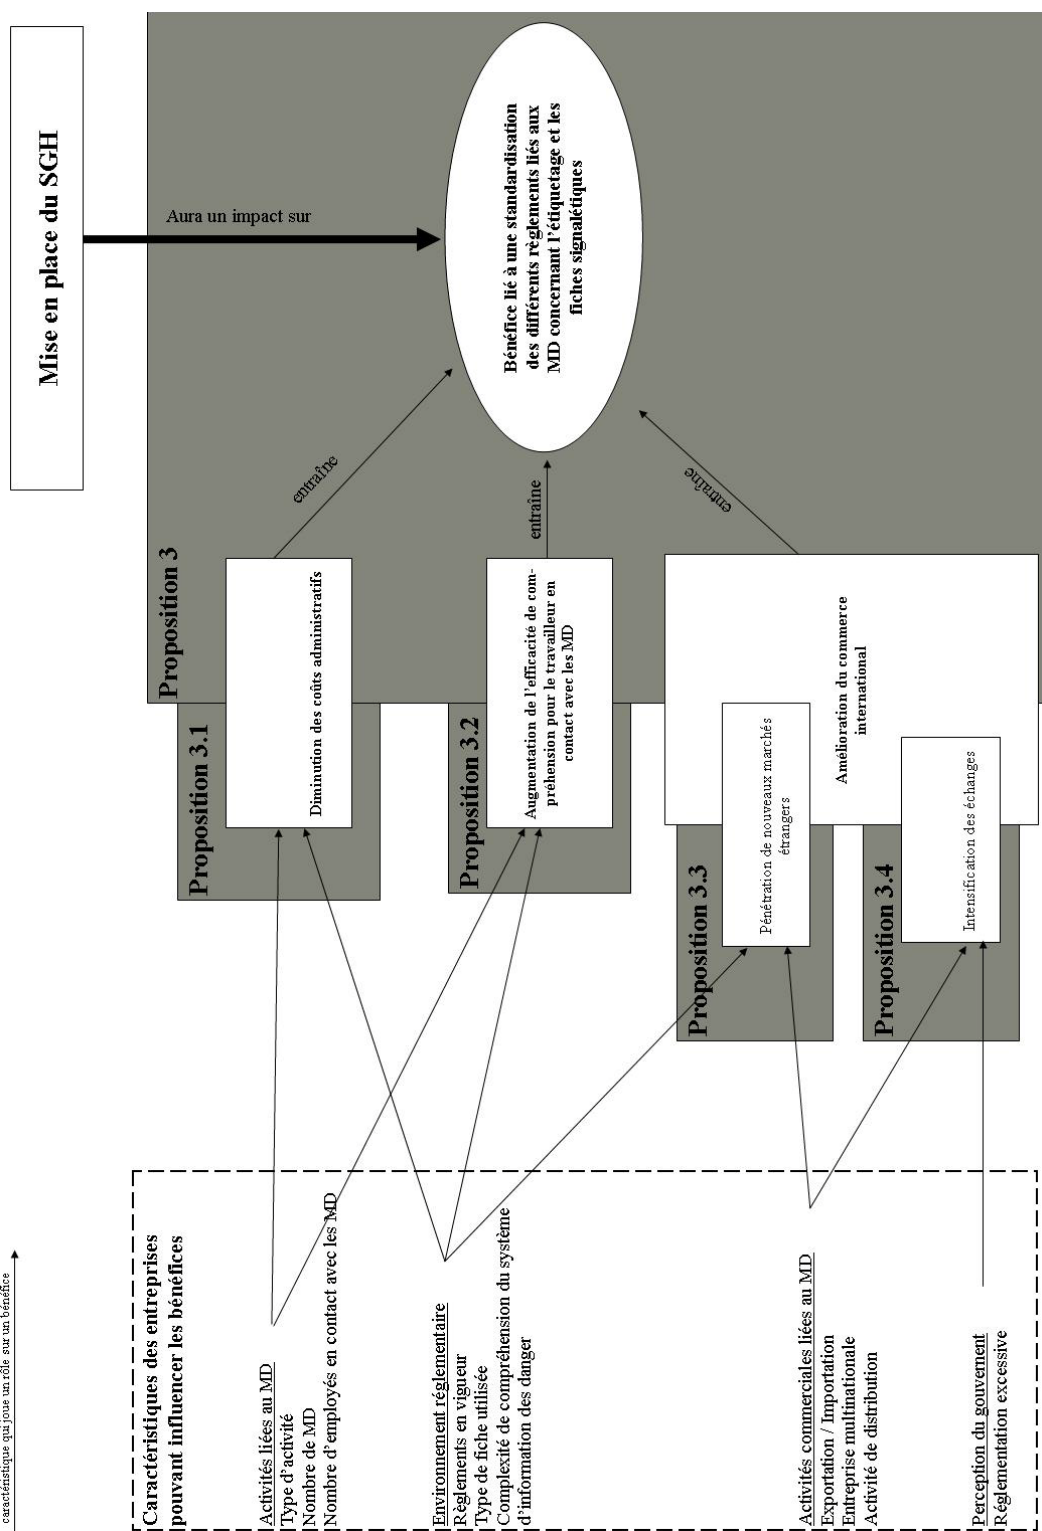 caractéristique qui joue un rôle sur un bénéfice
Mise en place du SGH
Aura un impact sur
Caractéristiques des entreprises
pouvant influencer les bénéfices
Activités liées au MD
Type d'activité
Nombre de MD
Nombre d'employés en contact avec les MD
Environnement réglementaire
Règlements en vigueur
Type de fiche utilisée
Complexité de compréhension du système
d'information des danger
Activités commerciales liées au MD
Exportation / Importation
Entreprise multinationale
Activité de distribution
Perception du gouvernement
Réglementation excessive
Proposition 3
Proposition 3.1
Diminution des coûts administratifs
Proposition 3.2
Augmentation de l'efficacité de com-
préhension pour le travailleur en
contact avec les MD
Proposition 3.3
Pénétration de nouveaux marchés
étrangers
Proposition 3.4
Intensification des échanges
Amélioration du commerce
international
entraîne
entraîne
entraîne
Bénéfice lié à une standardisation
des différents règlements liés aux
MD concernant l'étiquetage et les
fiches signalétiques